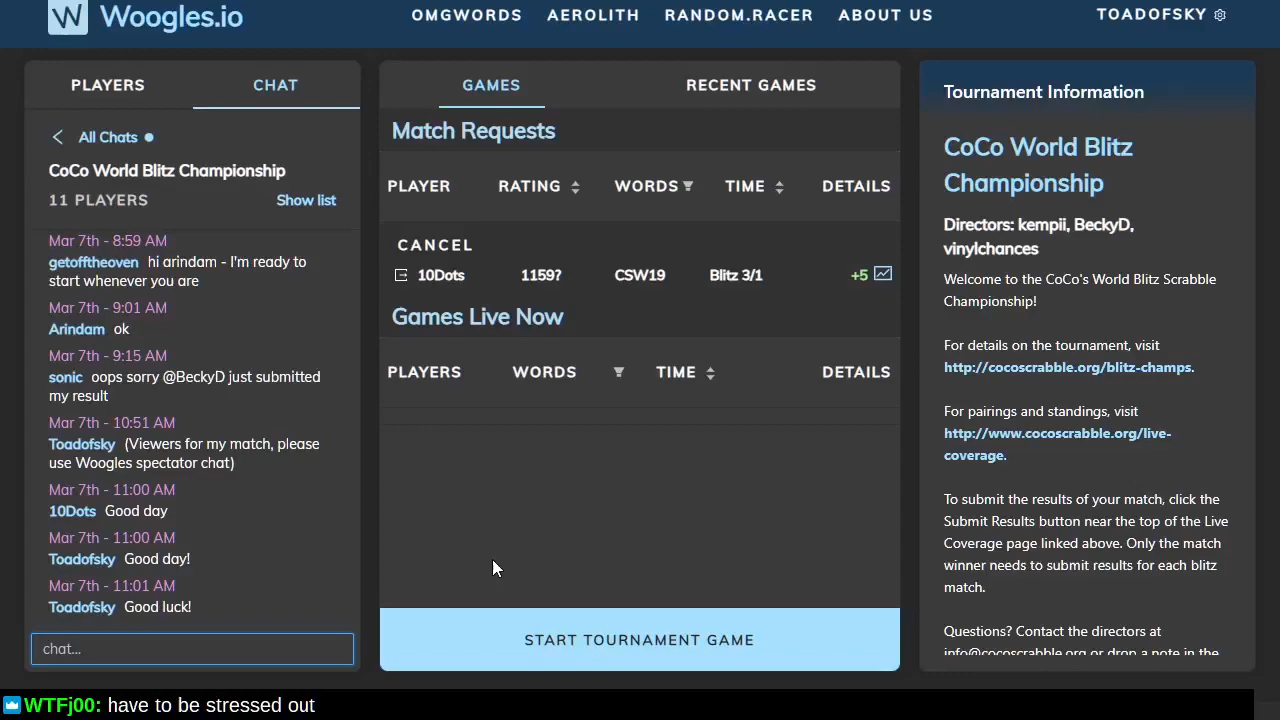 W Woogles.io
OMGWORDS AEROLITH RANDOM.RACER ABOUT US
TOADOFSKY
PLAYERS CHAT
All Chats
CoCo World Blitz Championship
11 PLAYERS Show list
Mar 7th - 8:59 AM
getofftheoven hi arindam - I'm ready to
start whenever you are
Mar 7th - 9:01 AM
Arindam ok
Mar 7th - 9:15 AM
sonic oops sorry @BeckyD just submitted
my result
Mar 7th - 10:51 AM
Toadofsky (Viewers for my match, please
use Woogles spectator chat)
Mar 7th - 11:00 AM
10Dots Good day
Mar 7th - 11:00 AM
Toadofsky Good day!
Mar 7th - 11:01 AM
Toadofsky Good luck!
chat...
GAMES RECENT GAMES
Match Requests
PLAYER RATING WORDS TIME DETAILS
CANCEL
10Dots 1159? CSW19 Blitz 3/1 +5
Games Live Now
PLAYERS WORDS TIME DETAILS
START TOURNAMENT GAME
Tournament Information
CoCo World Blitz
Championship
Directors: kempii, BeckyD,
vinylchances
Welcome to the CoCo's World Blitz Scrabble
Championship!
For details on the tournament, visit
http://cocoscrabble.org/blitz-champs.
For pairings and standings, visit
http://www.cocoscrabble.org/live-
coverage.
To submit the results of your match, click the
Submit Results button near the top of the Live
Coverage page linked above. Only the match
winner needs to submit results for each blitz
match.
Questions? Contact the directors at
info@cocoscrabble.org or drop a note in the
WTFj00: have to be stressed out